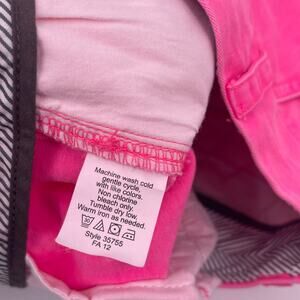 Machine wash cold
gentle cycle,
with like colors.
Non chlorine
bleach only.
Tumble dry low.
Warm iron as needed.
30
Style 35755
FA 12